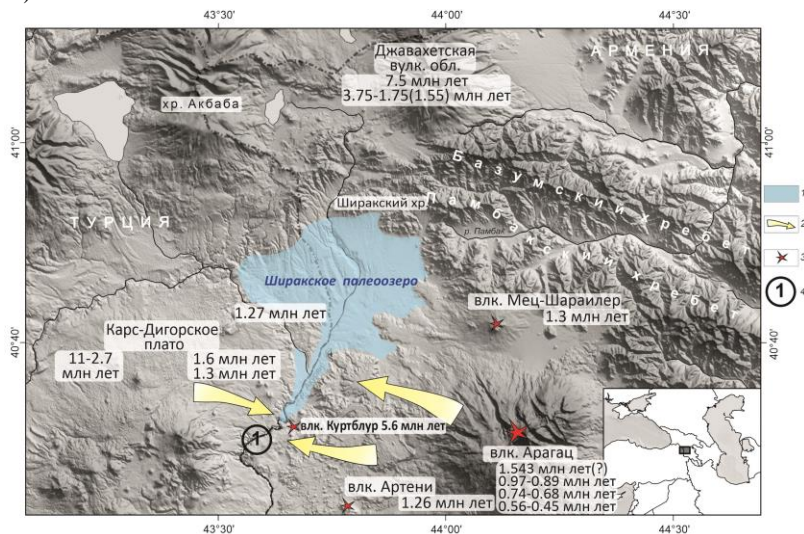 43°30'
44°00'
44°30'
Джавахетская
вулк. обл.
7.5 млн лет
3.75-1.75(1.55) млн лет
АРМЕНИЯ
хр. Акбаба
41°00'
41°00'
Базумский хребет
Ширакский хр.
Памбакский хребет
р. Памбак
ТУРЦИЯ
Ширакское палеоозеро
1
2
3
1
4
1.27 млн лет
влк. Мец-Шараилер
1.3 млн лет
Карс-Дигорское
плато
11-2.7
млн лет
1.6 млн лет
1.3 млн лет
40°40'
40°40'
влк. Куртблур 5.6 млн лет
1
влк. Арагац
1.543 млн лет(?)
0.97-0.89 млн лет
0.74-0.68 млн лет
0.56-0.45 млн лет
влк. Артени
1.26 млн лет
43°30'
44°00'
44°30'